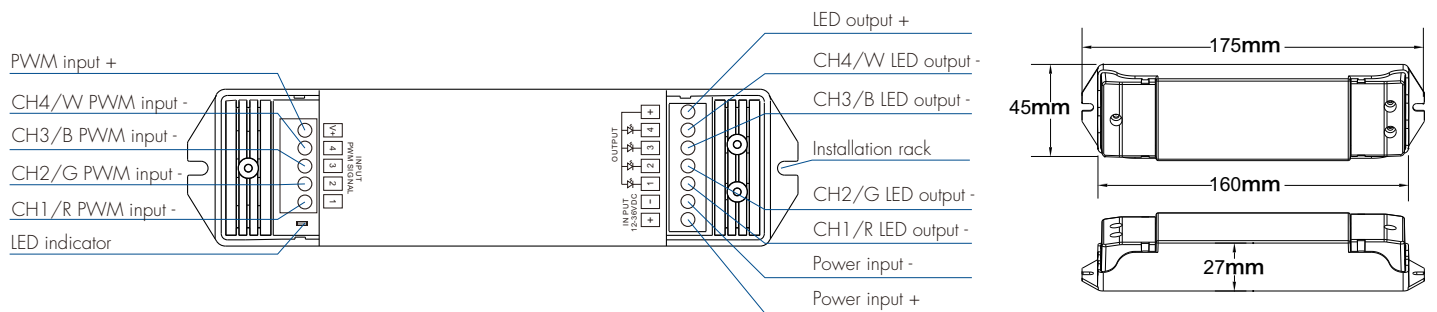 PWM input +
CH4/W PWM input -
CH3/B PWM input -
CH2/G PWM input -
CH1/R PWM input -
LED indicator
V+
4
3
2
1
INPUT
PWM SIGNAL
OUTPUT
INPUT
12-36VDC
+
4
3
2
1
-
+
LED output +
CH4/W LED output -
CH3/B LED output -
Installation rack
CH2/G LED output -
CH1/R LED output -
Power input -
Power input +
175mm
45mm
160mm
27mm